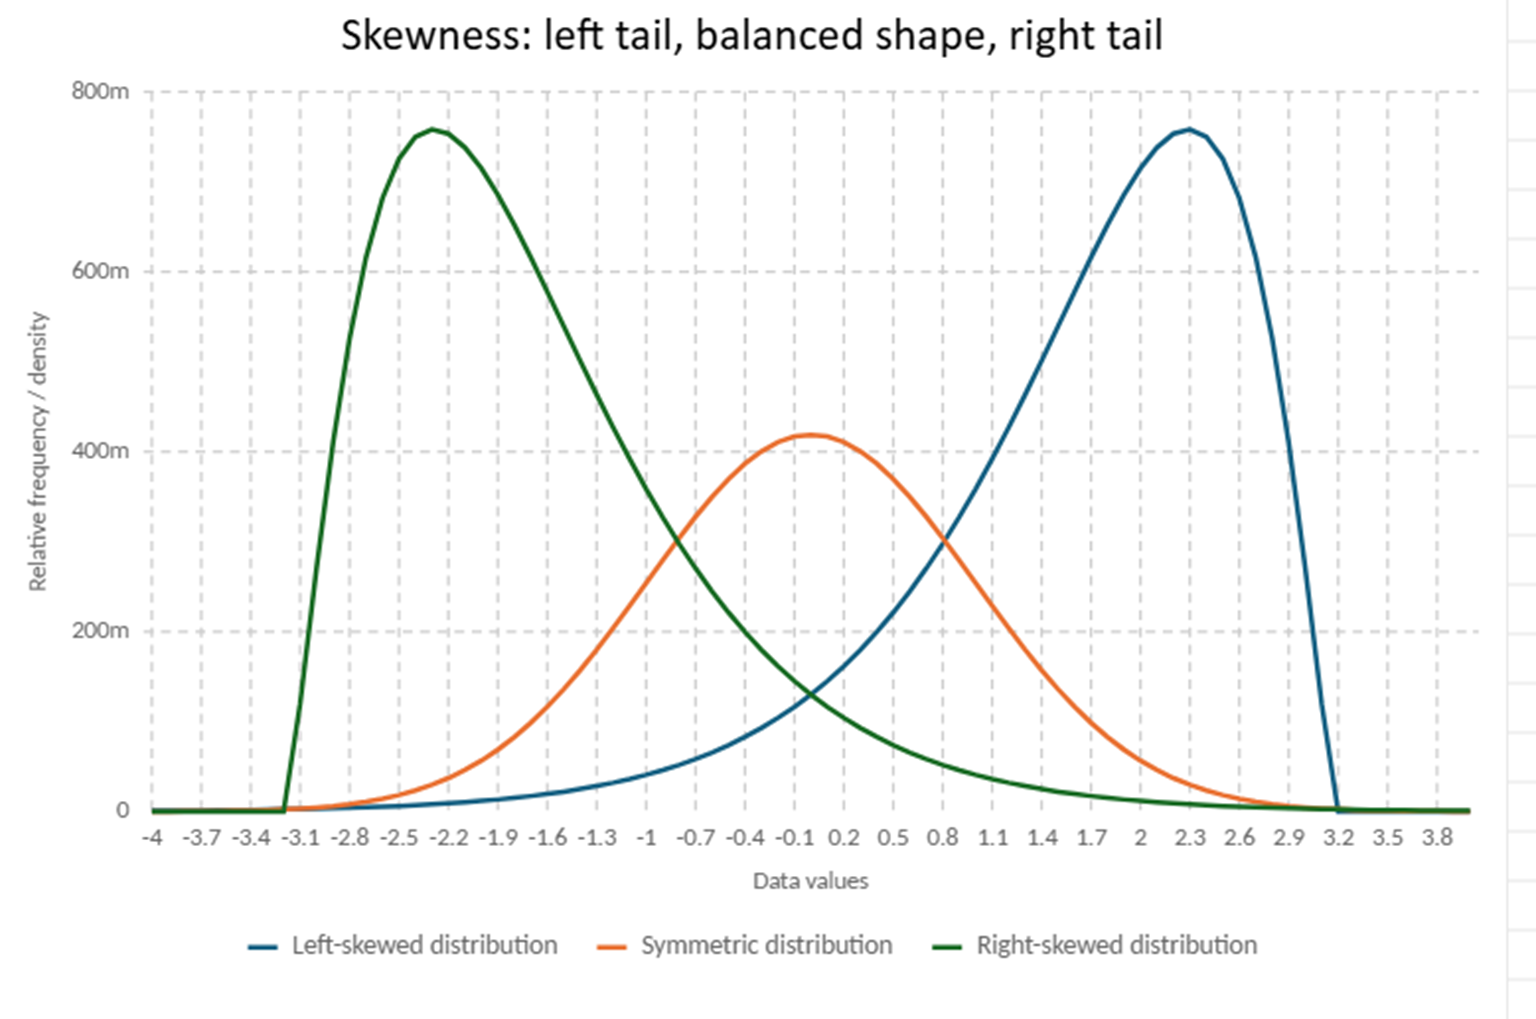 Skewness: left tail, balanced shape, right tail
800m
600m
400m
200m
0
Relative frequency / density
-4 -3.7 -3.4 -3.1 -2.8 -2.5 -2.2 -1.9 -1.6 -1.3 -1 -0.7 -0.4 -0.1 0.2 0.5 0.8 1.1 1.4 1.7 2 2.3 2.6 2.9 3.2 3.5 3.8
Data values
Left-skewed distribution Symmetric distribution Right-skewed distribution